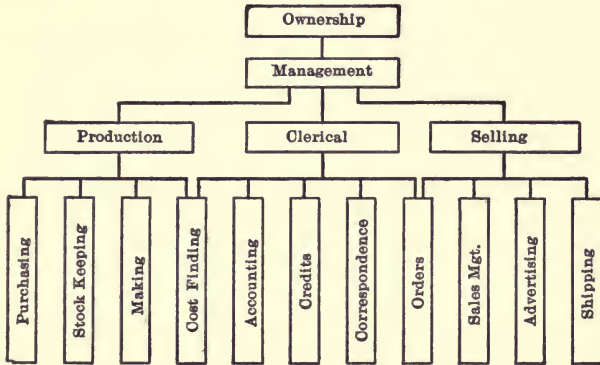 Ownership
Management
Production
Clerical
Selling
Purchasing
Stock Keeping
Making
Cost Finding
Accounting
Credits
Correspondence
Orders
Sales Mgt.
Advertising
Shipping